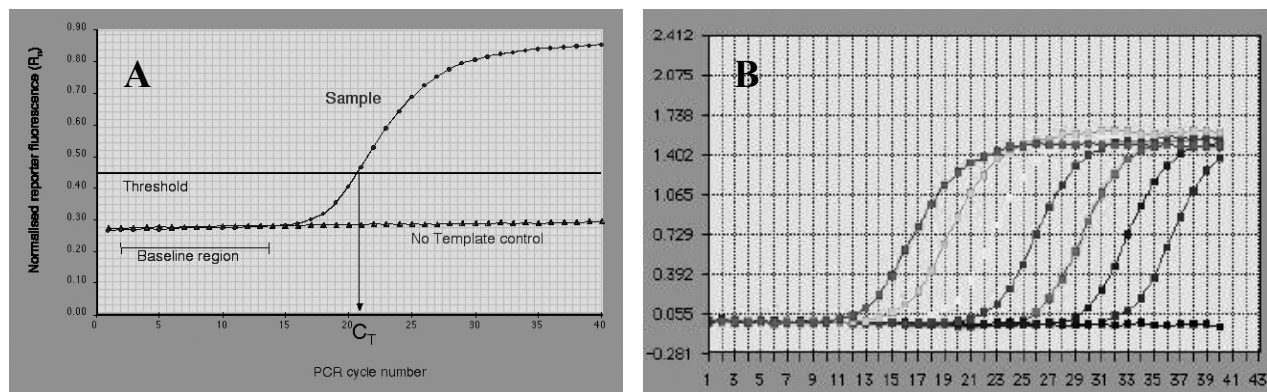 Normalised reporter fluorescence (Rn)
0.90
0.80
0.70
0.60
0.50
0.40
0.30
0.20
0.10
0.00
A
Sample
Threshold
No Template control
Baseline region
0 5 10 15 20 25 30 35 40
CT
PCR cycle number
B
2.412
2.075
1.738
1.402
1.065
0.729
0.392
0.055
-0.281
1 3 5 7 9 11 13 15 17 19 21 23 25 27 29 31 33 35 37 39 41 43